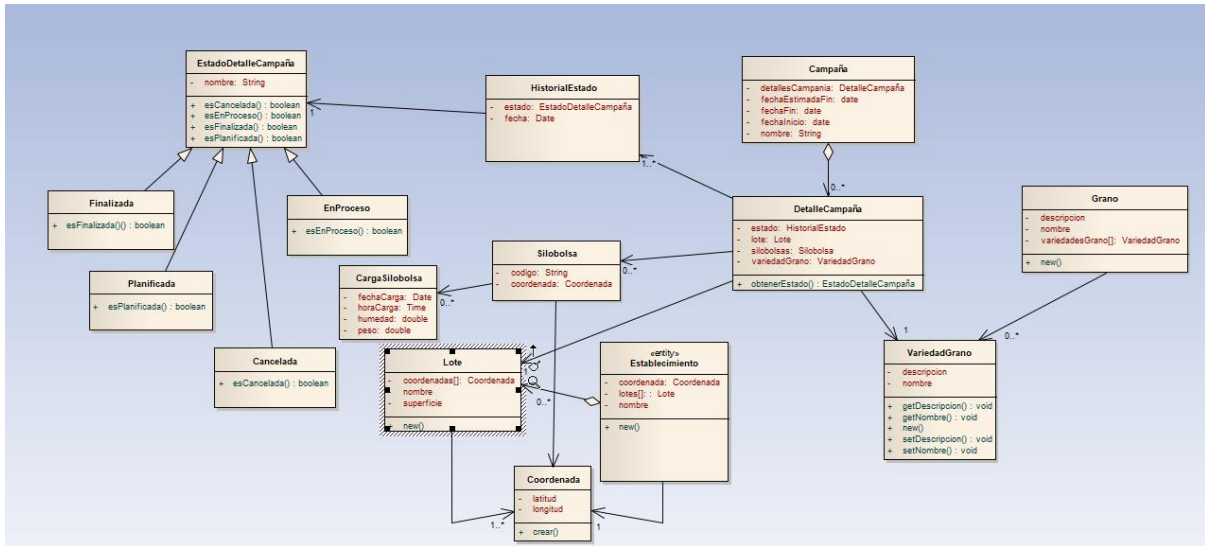 EstadoDetalleCampaña
- nombre: String
+ esCancelada() : boolean
+ esEnProceso() : boolean
+ esFinalizada() : boolean
+ esPlanificada() : boolean
1
HistorialEstado
- estado: EstadoDetalleCampaña
- fecha: Date
1..*
Campaña
- detallesCampania: DetalleCampaña
- fechaEstimadaFin: date
- fechaFin: date
- fechaInicio: date
- nombre: String
0..*
Finalizada
+ esFinalizada()() : boolean
EnProceso
+ esEnProceso() : boolean
Planificada
+ esPlanificada() : boolean
Cancelada
+ esCancelada() : boolean
DetalleCampaña
- estado: HistorialEstado
- lote: Lote
- silobolsas: Silobolsa
- variedadGrano: VariedadGrano
+ obtenerEstado() : EstadoDetalleCampaña
Grano
- descripcion
- nombre
- variedadesGrano[]: VariedadGrano
+ new()
Silobolsa
- codigo: String
- coordenada: Coordenada
0..*
CargaSilobolsa
- fechaCarga: Date
- horaCarga: Time
- humedad: double
- peso: double
0..*
1
0..*
Lote
- coordenadas[]: Coordenada
- nombre
- superficie
+ new()
1
0..*
«entity»
Establecimiento
- coordenada: Coordenada
- lotes[]: : Lote
- nombre
+ new()
VariedadGrano
- descripcion
- nombre
+ getDescripcion() : void
+ getNombre() : void
+ new()
+ setDescripcion() : void
+ setNombre() : void
Coordenada
- latitud
- longitud
+ crear()
1..*
1